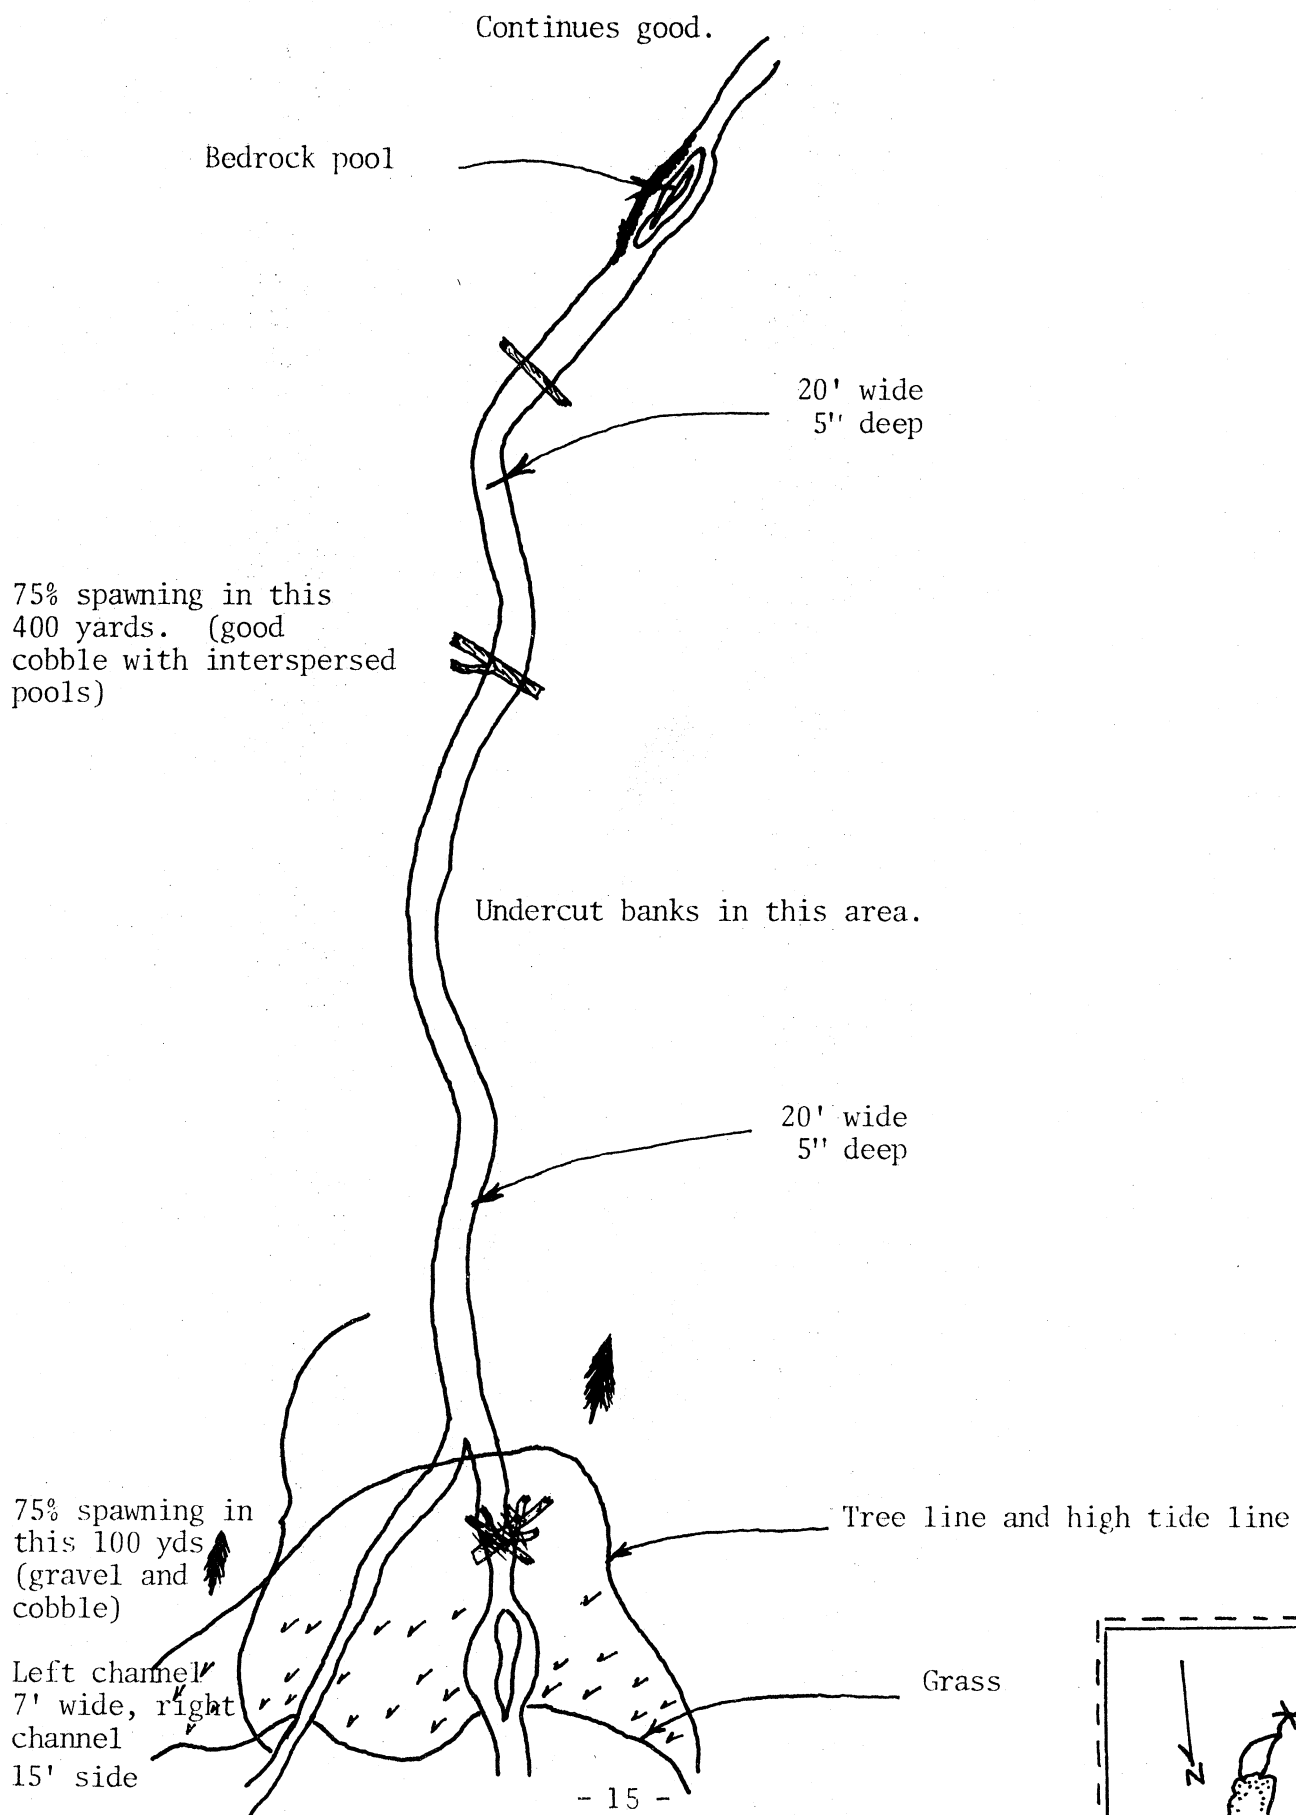 Continues good.
Bedrock pool
20' wide
5" deep
75% spawning in this
400 yards. (good
cobble with interspersed
pools)
Undercut banks in this area.
20' wide
5" deep
75% spawning in
this 100 yds
(gravel and
cobble)
Tree line and high tide line
Left channel
7' wide, right
channel
15' side
Grass
N
- 15 -